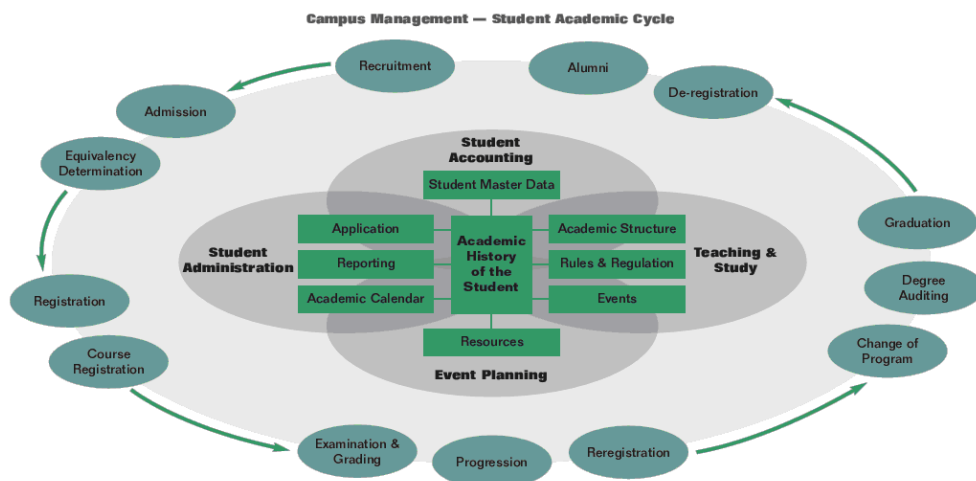 Campus Management — Student Academic Cycle
Recruitment
Alumni
De-registration
Admission
Equivalency
Determination
Registration
Course
Registration
Examination &
Grading
Progression
Reregistration
Change of
Program
Degree
Auditing
Graduation
Student
Accounting
Student Master Data
Student
Administration
Application
Reporting
Academic Calendar
Academic
History
of the
Student
Academic Structure
Rules & Regulation
Events
Teaching &
Study
Resources
Event Planning